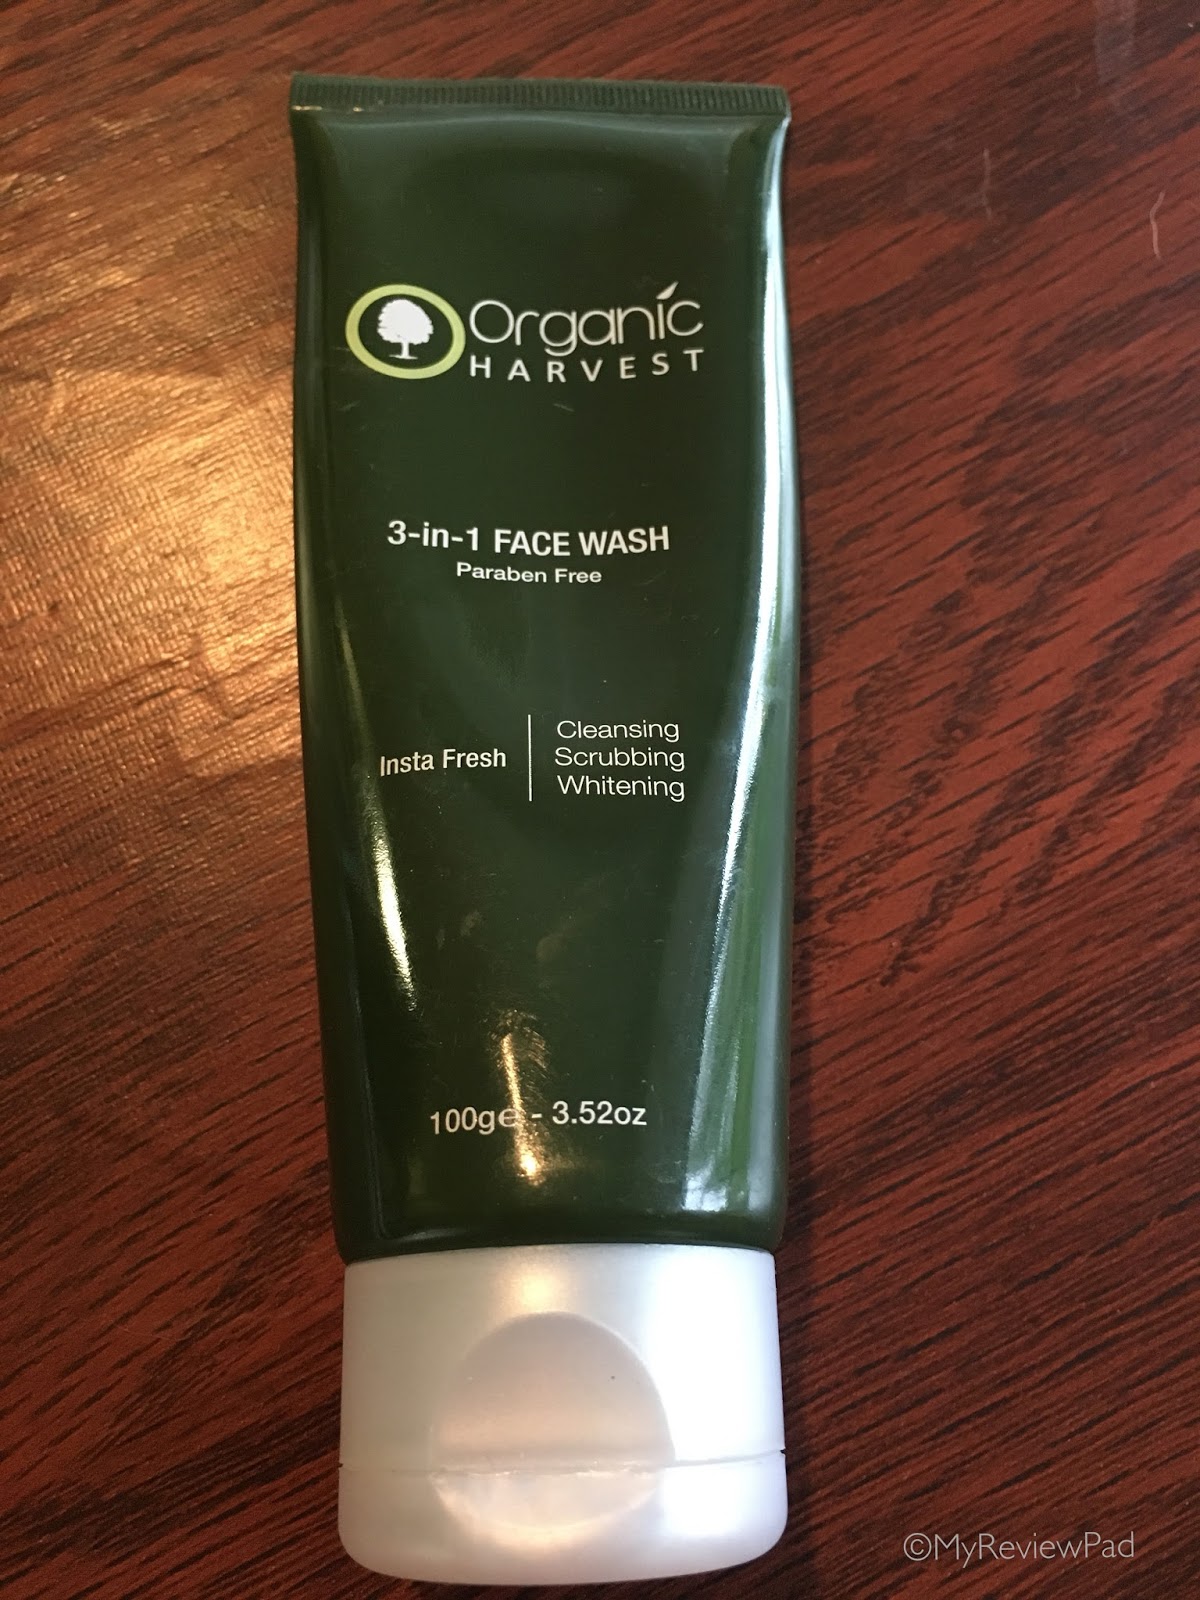 Organic
HARVEST
3-in-1 FACE WASH
Paraben Free
Insta Fresh
Cleansing
Scrubbing
Whitening
100g℮ - 3.52oz
©MyReviewPad